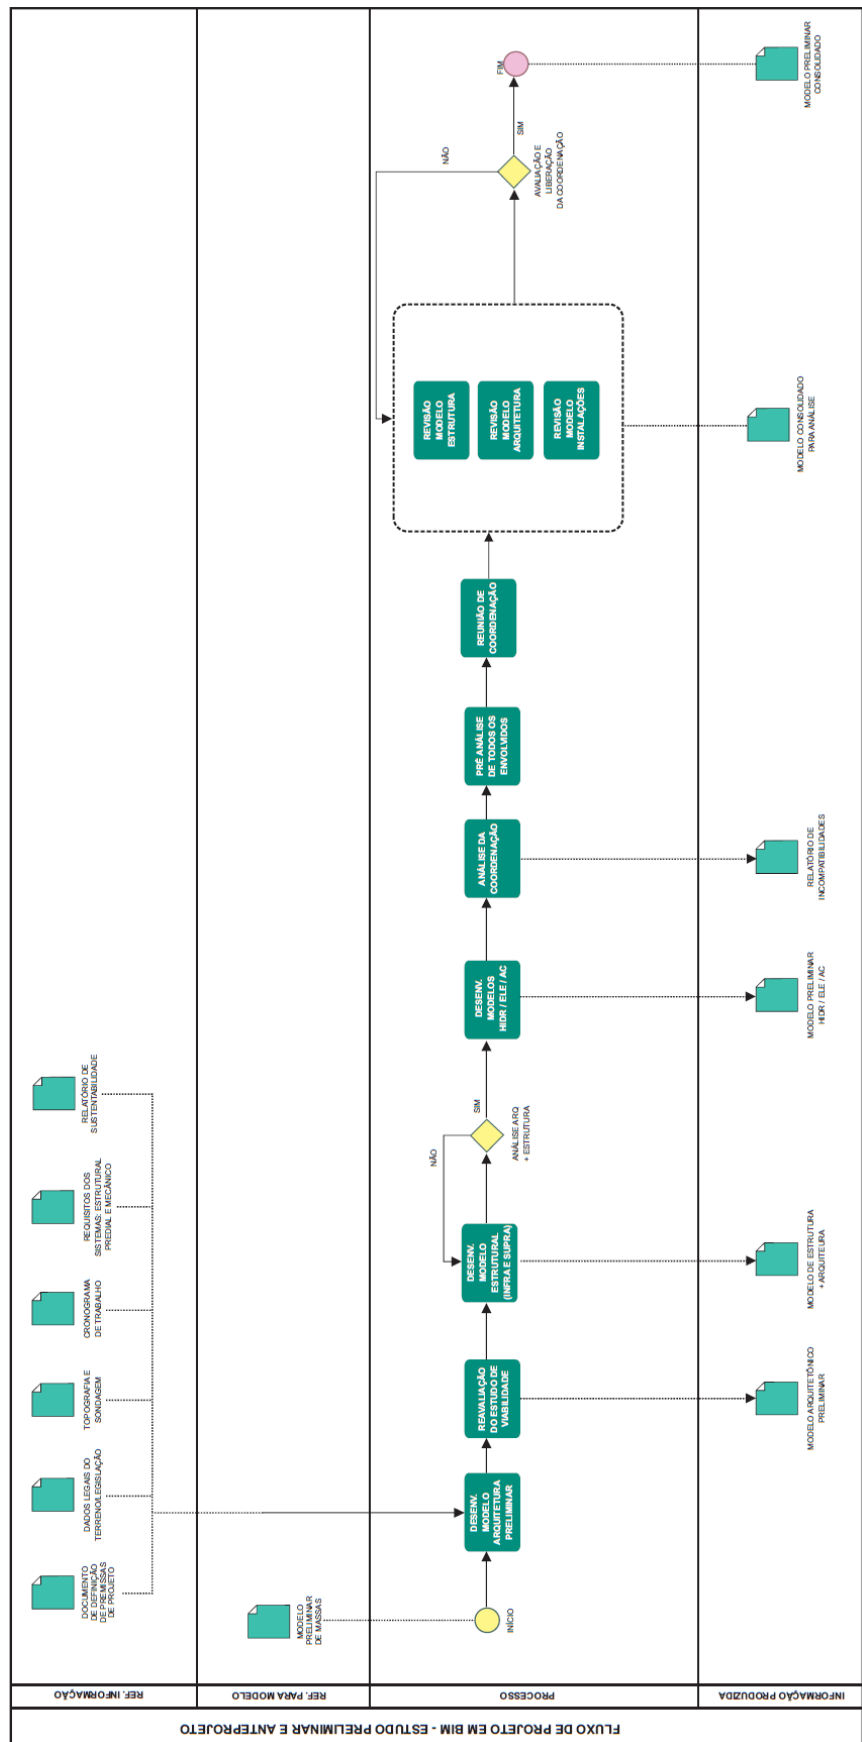 FLUXO DE PROJETO EM BIM - ESTUDO PRELIMINAR E ANTEPROJETO
REF. INFORMAÇÃO
DOCUMENTO
DE DEFINIÇÃO
DE PREMISSAS
DE PROJETO
DADOS LEGAIS DO
TERRENO/LEGISLAÇÃO
TOPOGRAFIA E
SONDAGEM
CRONOGRAMA
DE TRABALHO
REQUISITOS DOS
SISTEMAS: ESTRUTURAL
PREDIAL E MECÂNICO
RELATÓRIO DE
SUSTENTABILIDADE
REF. PARA MODELO
MODELO
PRELIMINAR
DE MASSAS
PROCESSO
INÍCIO
DESENV.
MODELO
ARQUITETURA
PRELIMINAR
REAVALIAÇÃO
DO ESTUDO DE
VIABILIDADE
DESENV.
MODELO
ESTRUTURAL
(INFRA E SUPRA)
NÃO
SIM
ANÁLISE ARQ
+ ESTRUTURA
DESENV.
MODELOS
HIDR / ELE / AC
ANÁLISE DA
COORDENAÇÃO
PRÉ ANÁLISE
DE TODOS OS
ENVOLVIDOS
REUNIÃO DE
COORDENAÇÃO
REVISÃO
MODELO
ESTRUTURA
REVISÃO
MODELO
ARQUITETURA
REVISÃO
MODELO
INSTALAÇÕES
NÃO
AVALIAÇÃO E
LIBERAÇÃO
DA COORDENAÇÃO
SIM
FIM
INFORMAÇÃO PRODUZIDA
MODELO ARQUITETÔNICO
PRELIMINAR
MODELO DE ESTRUTURA
+ ARQUITEURA
MODELO PRELIMINAR
HIDR / ELE / AC
RELATÓRIO DE
INCOMPATIBILIDADES
MODELO CONSOLIDADO
PARA ANÁLISE
MODELO PRELIMINAR
CONSOLIDADO